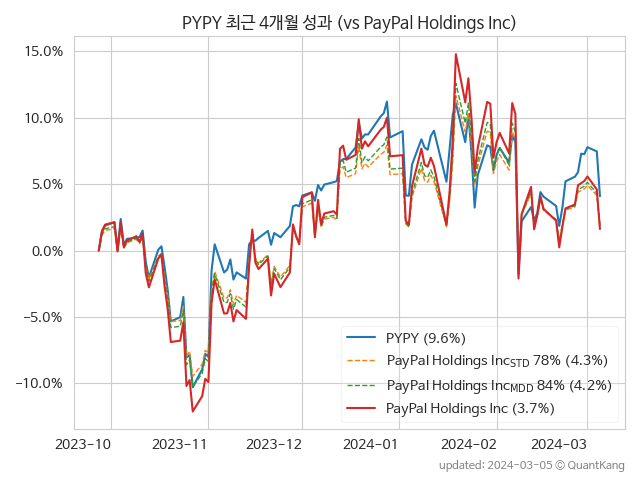 PYPY 최근 4개월 성과 (vs PayPal Holdings Inc)
15.0%
10.0%
5.0%
0.0%
−5.0%
−10.0%
PYPY (9.6%)
PayPal Holdings IncSTD 78% (4.3%)
PayPal Holdings IncMDD 84% (4.2%)
PayPal Holdings Inc (3.7%)
2023-10 2023-11 2023-12 2024-01 2024-02 2024-03
updated: 2024-03-05 © QuantKang